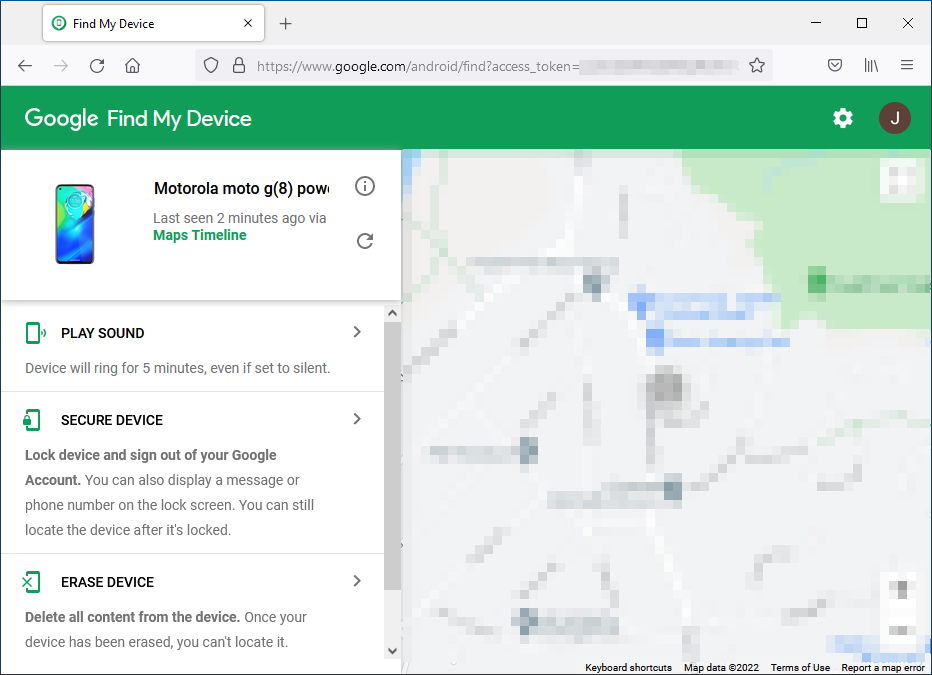 Find My Device
https://www.google.com/android/find?access_token=
Google Find My Device
J
Motorola moto g(8) pow
Last seen 2 minutes ago via
Maps Timeline
PLAY SOUND
Device will ring for 5 minutes, even if set to silent.
SECURE DEVICE
Lock device and sign out of your Google
Account. You can also display a message or
phone number on the lock screen. You can still
locate the device after it's locked.
ERASE DEVICE
Delete all content from the device. Once your
device has been erased, you can't locate it.
Keyboard shortcuts Map data ©2022 Terms of Use Report a map error